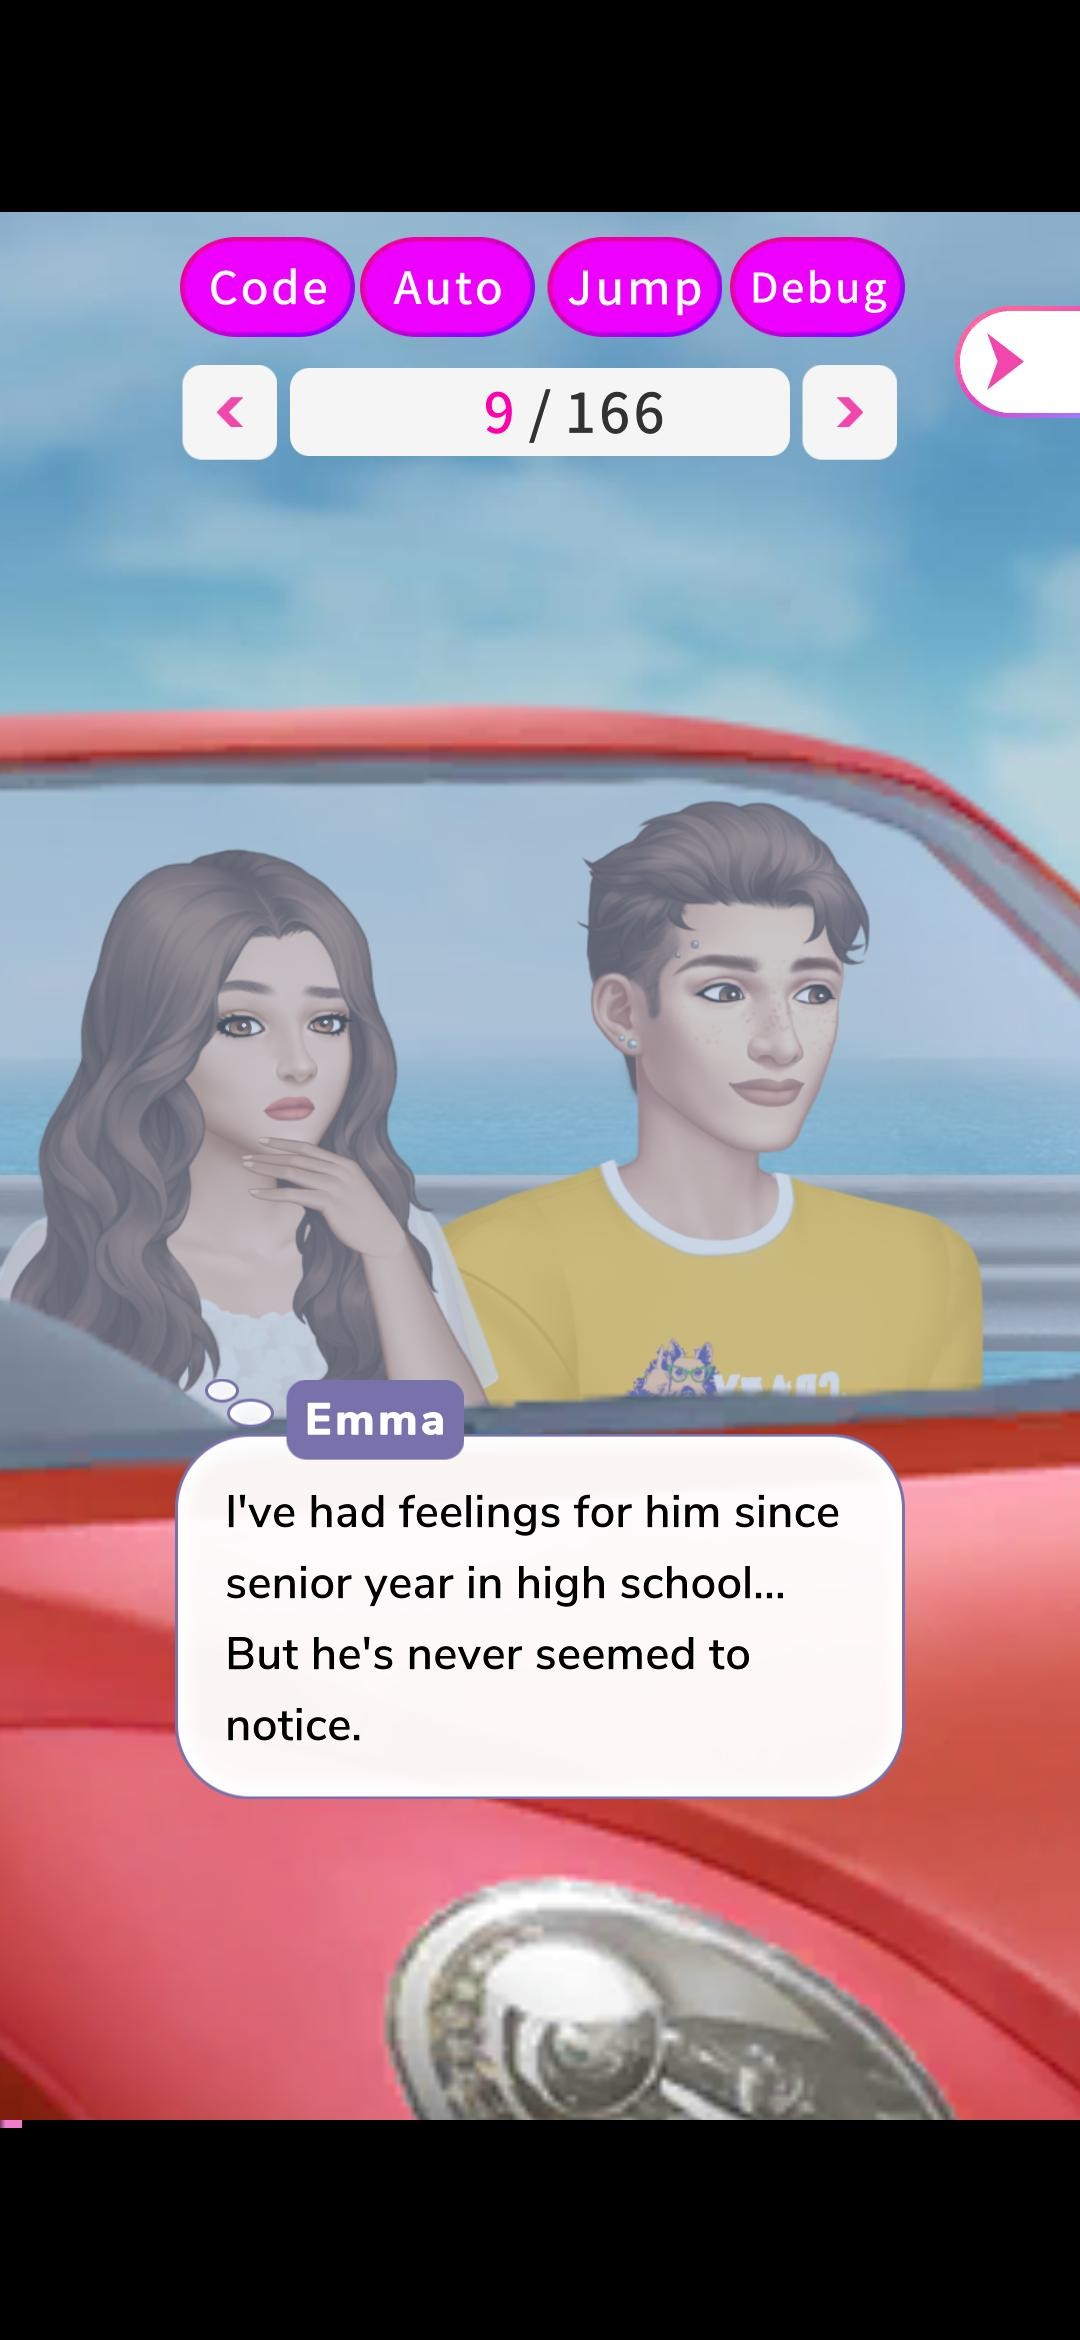 Code Auto Jump Debug
9 / 166
Emma
I've had feelings for him since
senior year in high school...
But he's never seemed to
notice.